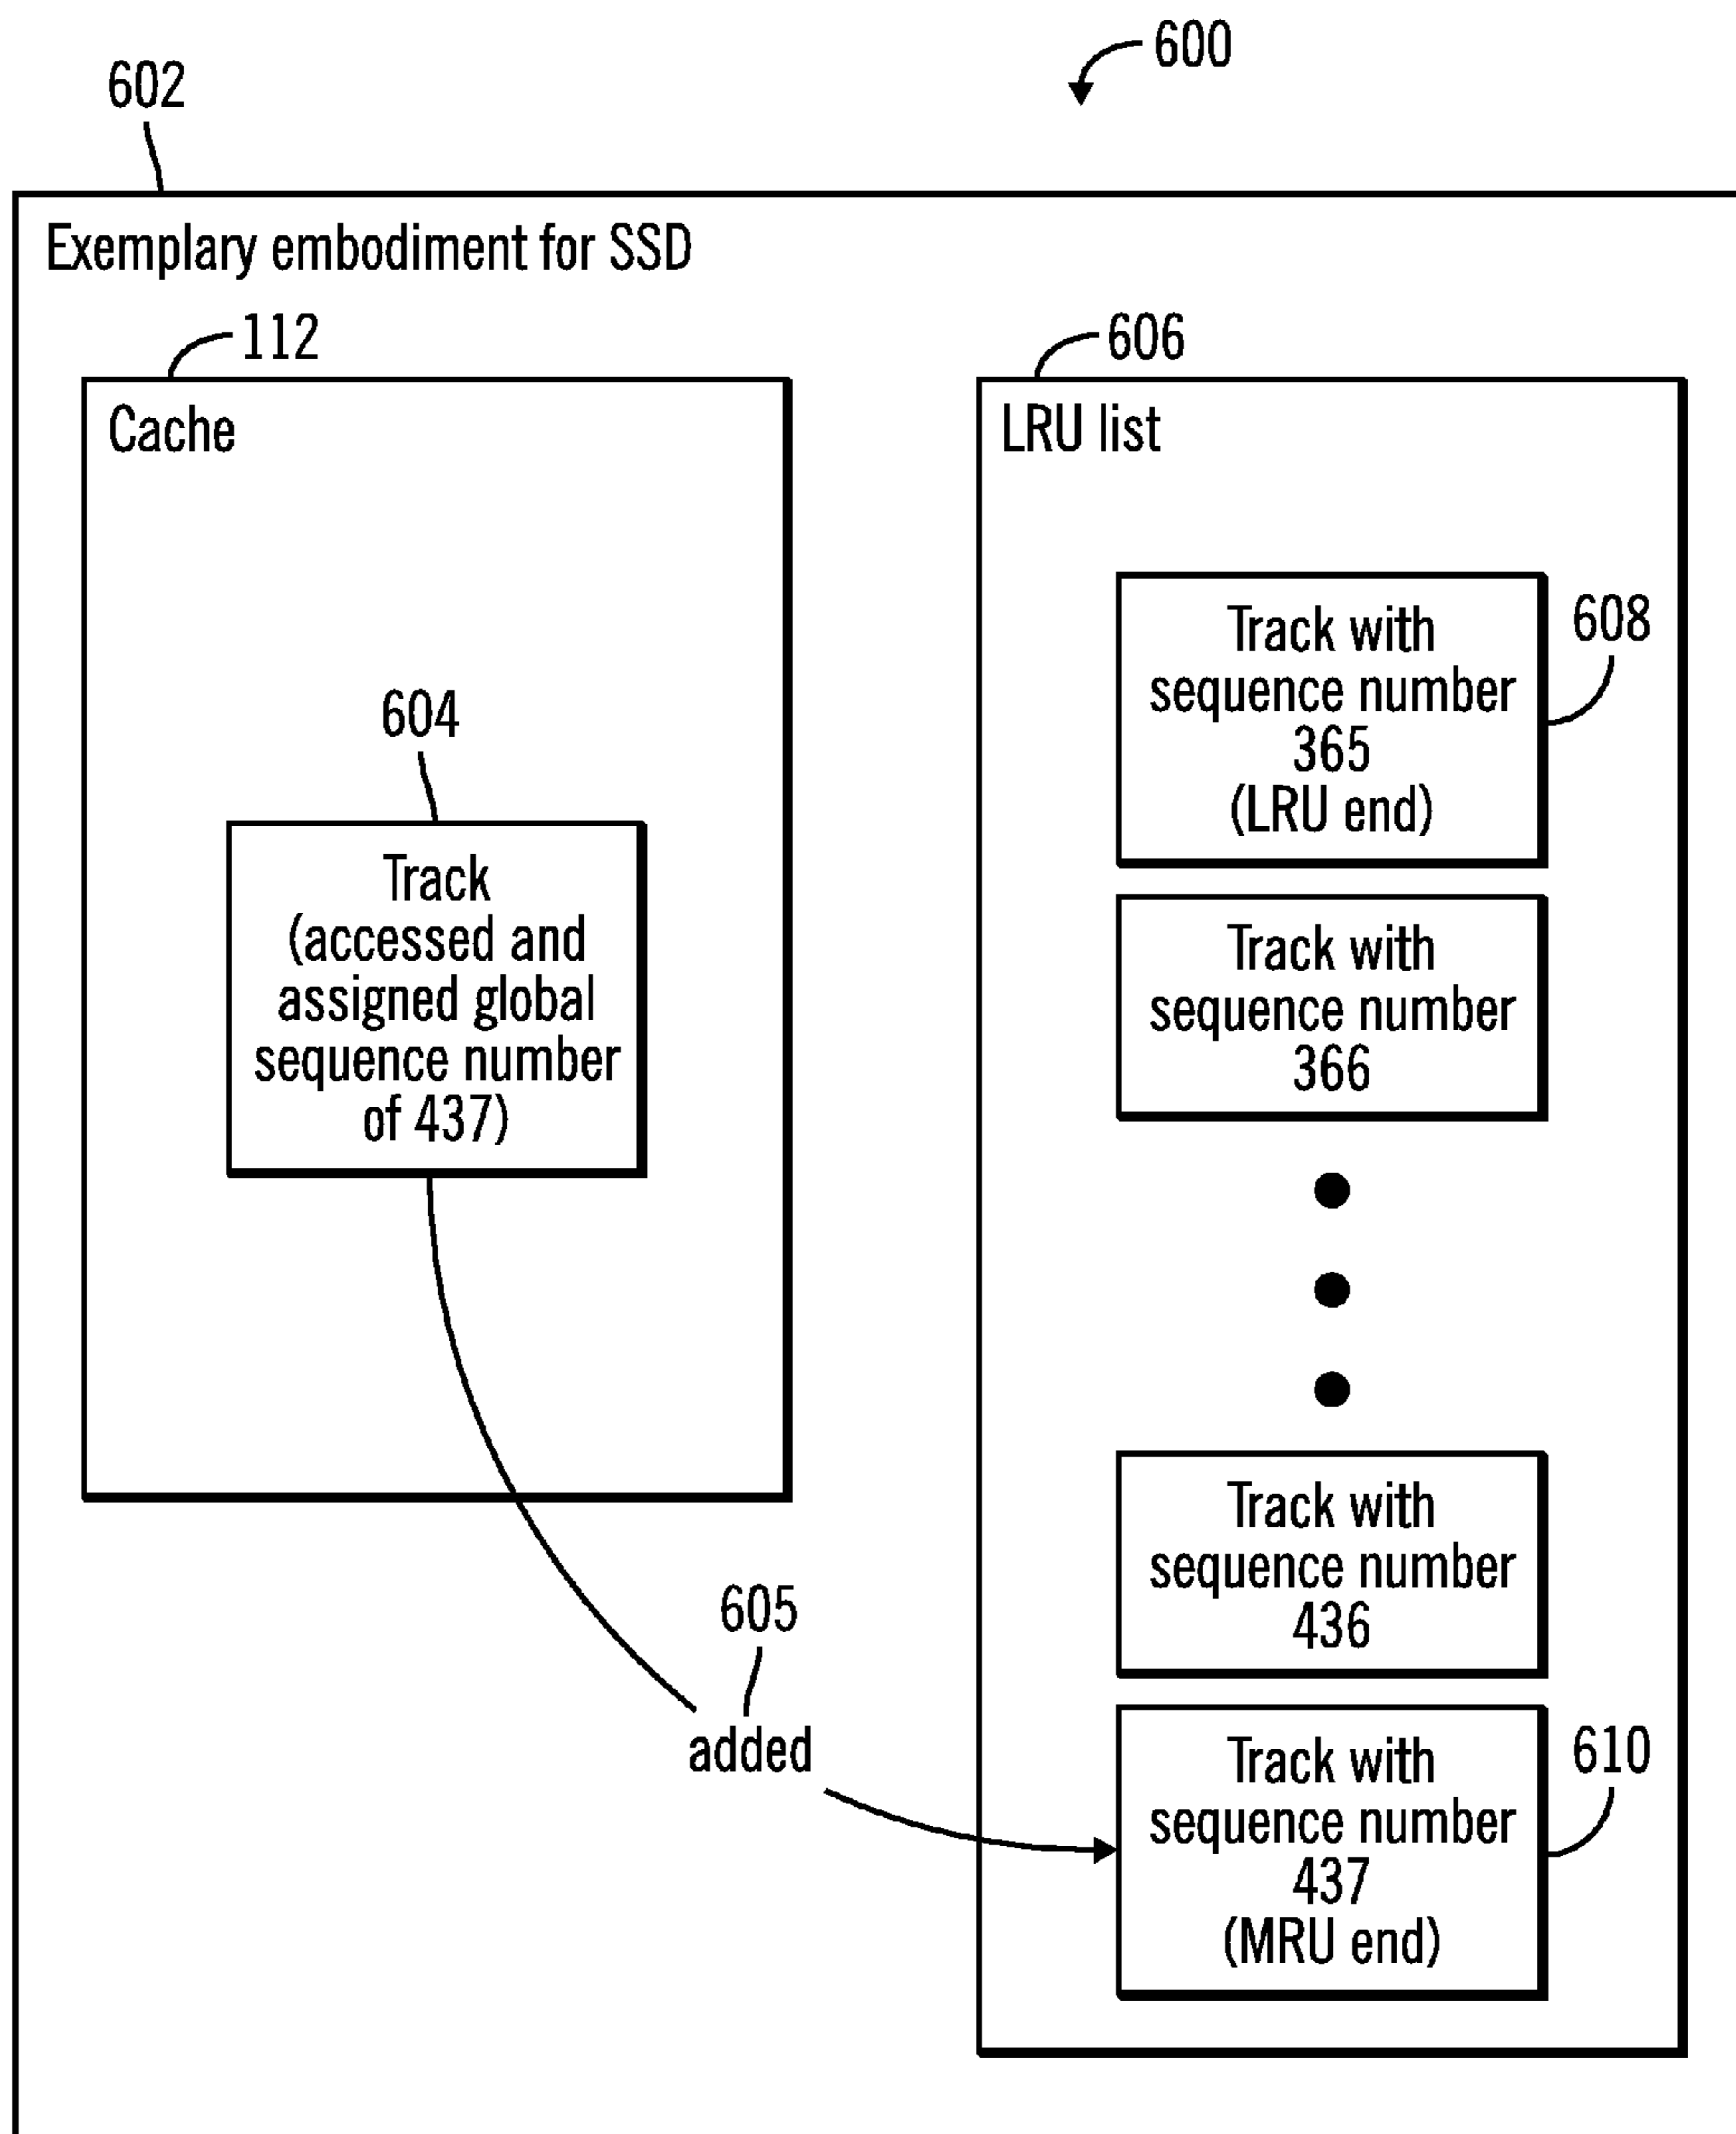 600
602
Exemplary embodiment for SSD
112
Cache
604
Track
(accessed and
assigned global
sequence number
of 437)
605
added
606
LRU list
Track with
sequence number
365
(LRU end)
608
Track with
sequence number
366
Track with
sequence number
436
Track with
sequence number
437
(MRU end)
610